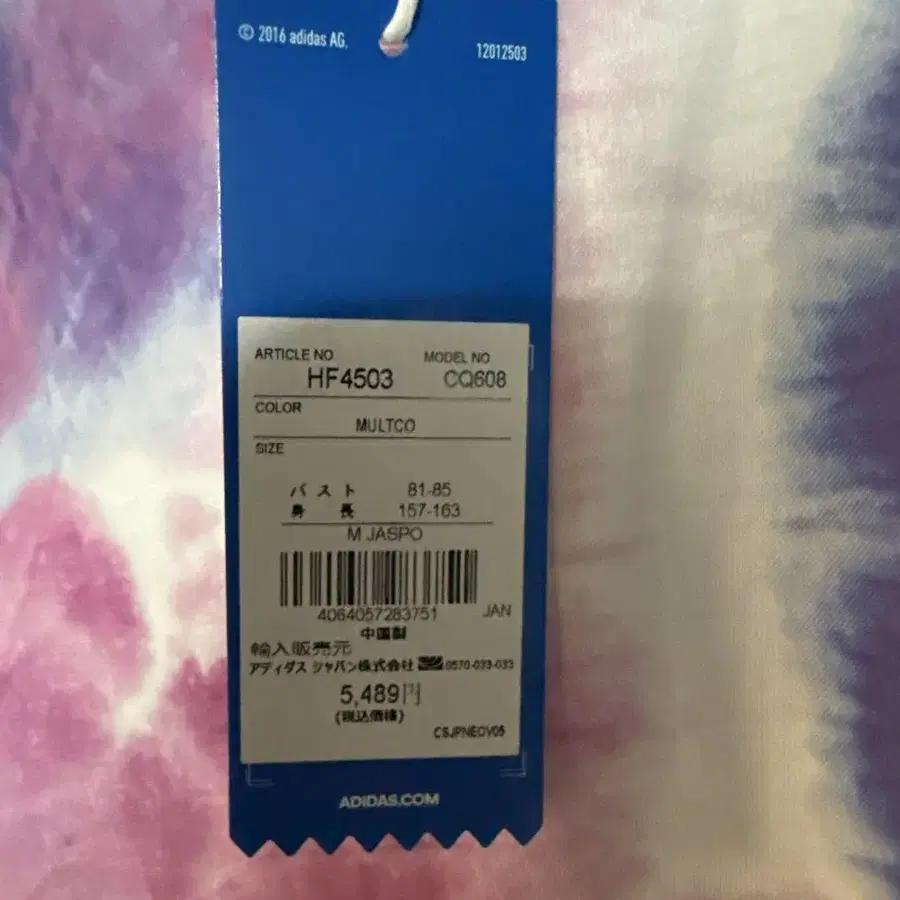 © 2016 adidas AG.
12012503
ARTICLE NO MODEL NO
HF4503 CQ608
COLOR
MULTCO
SIZE
バスト 81-85
身長 157-163
M JASPO
4064057283751 JAN
中国製
輸入販売元
アディダス ジャパン株式会社 0570-033-033
5,489円
(税込価格)
CSJPNEOV05
ADIDAS.COM